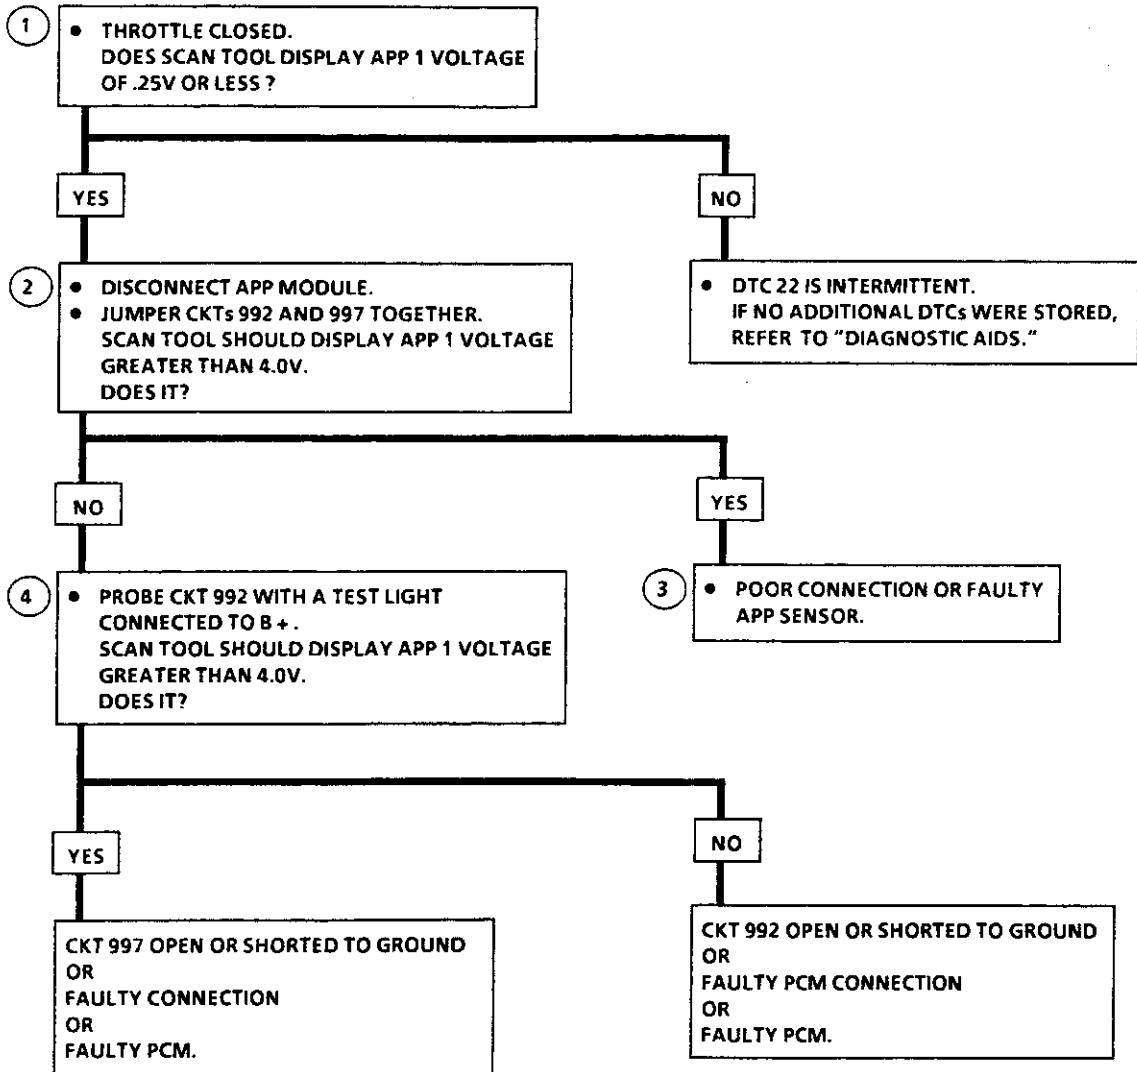 1
• THROTTLE CLOSED.
DOES SCAN TOOL DISPLAY APP 1 VOLTAGE
OF .25V OR LESS ?
YES
NO
2
• DISCONNECT APP MODULE.
• JUMPER CKTs 992 AND 997 TOGETHER.
SCAN TOOL SHOULD DISPLAY APP 1 VOLTAGE
GREATER THAN 4.0V.
DOES IT?
• DTC 22 IS INTERMITTENT.
IF NO ADDITIONAL DTCs WERE STORED,
REFER TO "DIAGNOSTIC AIDS."
NO
YES
4
• PROBE CKT 992 WITH A TEST LIGHT
CONNECTED TO B +.
SCAN TOOL SHOULD DISPLAY APP 1 VOLTAGE
GREATER THAN 4.0V.
DOES IT?
3
• POOR CONNECTION OR FAULTY
APP SENSOR.
YES
NO
CKT 997 OPEN OR SHORTED TO GROUND
OR
FAULTY CONNECTION
OR
FAULTY PCM.
CKT 992 OPEN OR SHORTED TO GROUND
OR
FAULTY PCM CONNECTION
OR
FAULTY PCM.